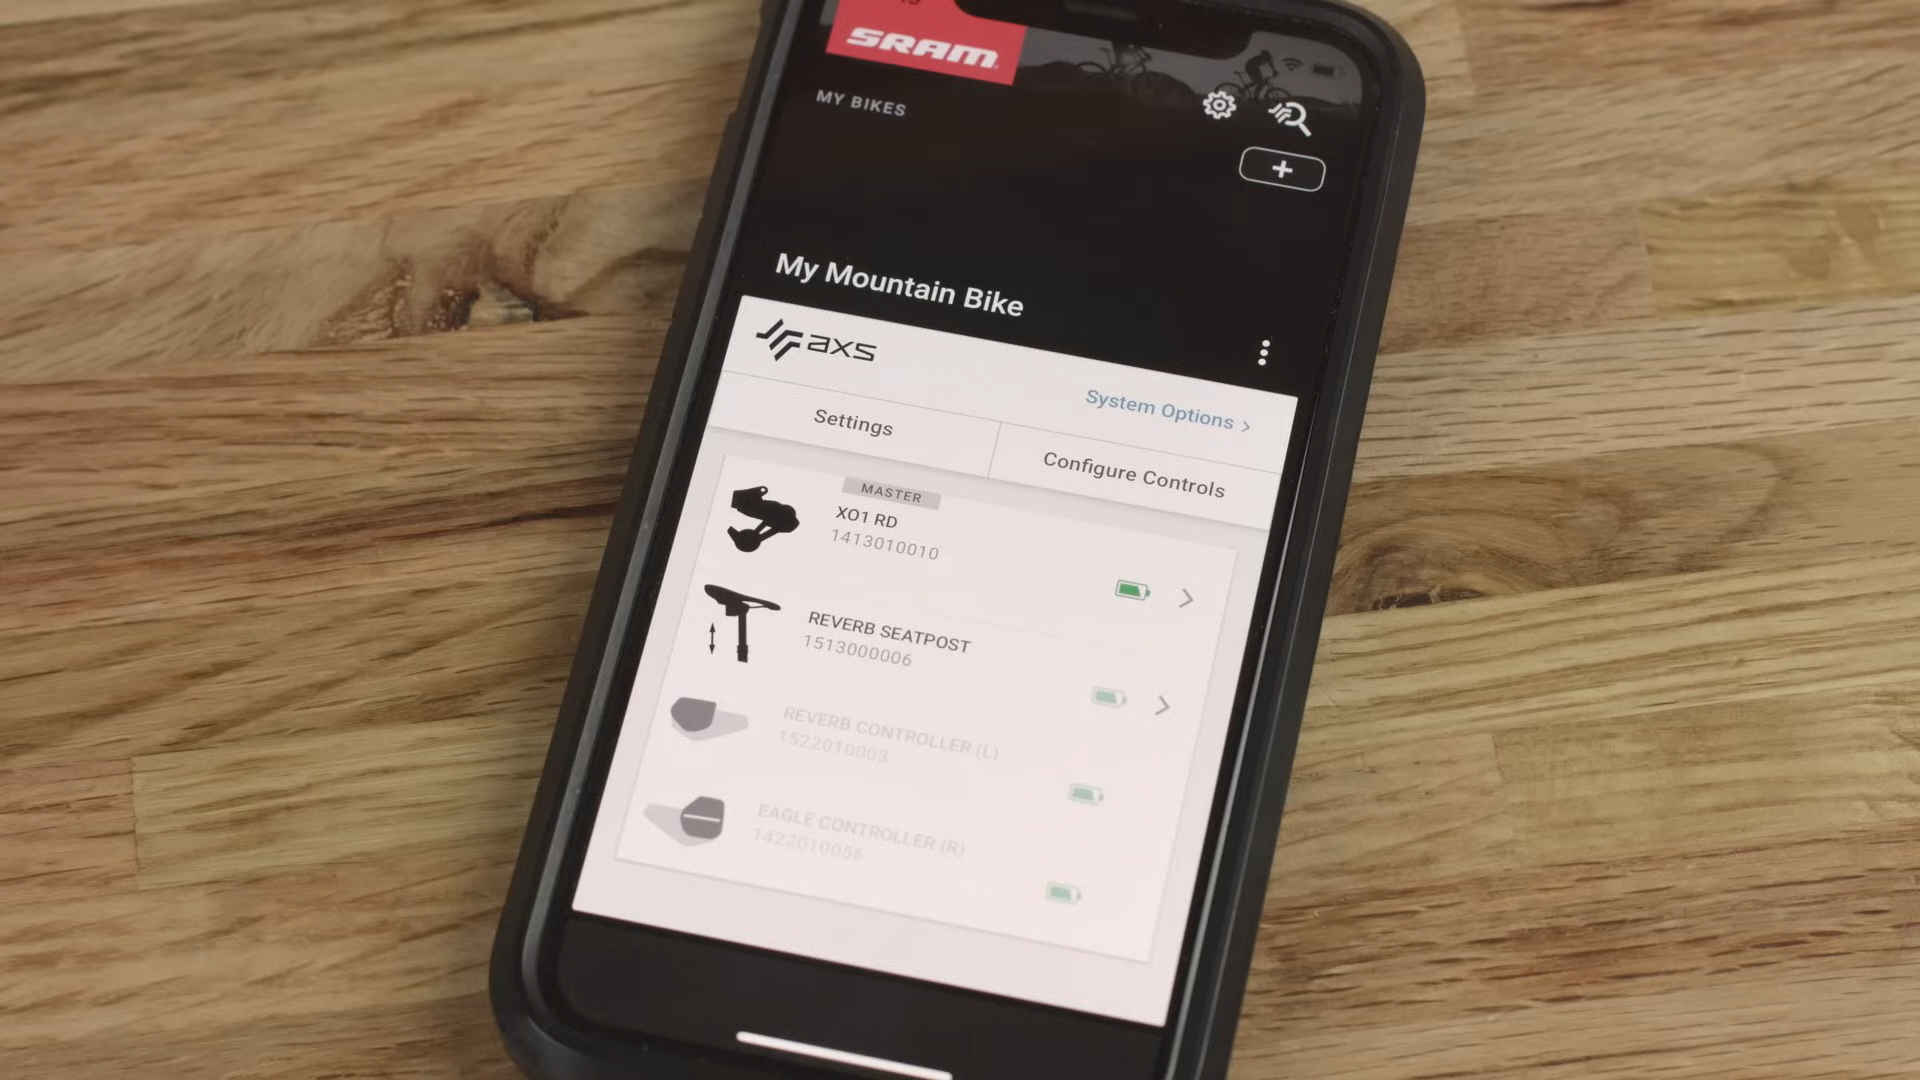 SRAM
MY BIKES
My Mountain Bike
axs
System Options
Settings
Configure Controls
MASTER
XO1 RD
1413010010
REVERB SEATPOST
1513000006
REVERB CONTROLLER (L)
1522010003
EAGLE CONTROLLER (R)
1422010056